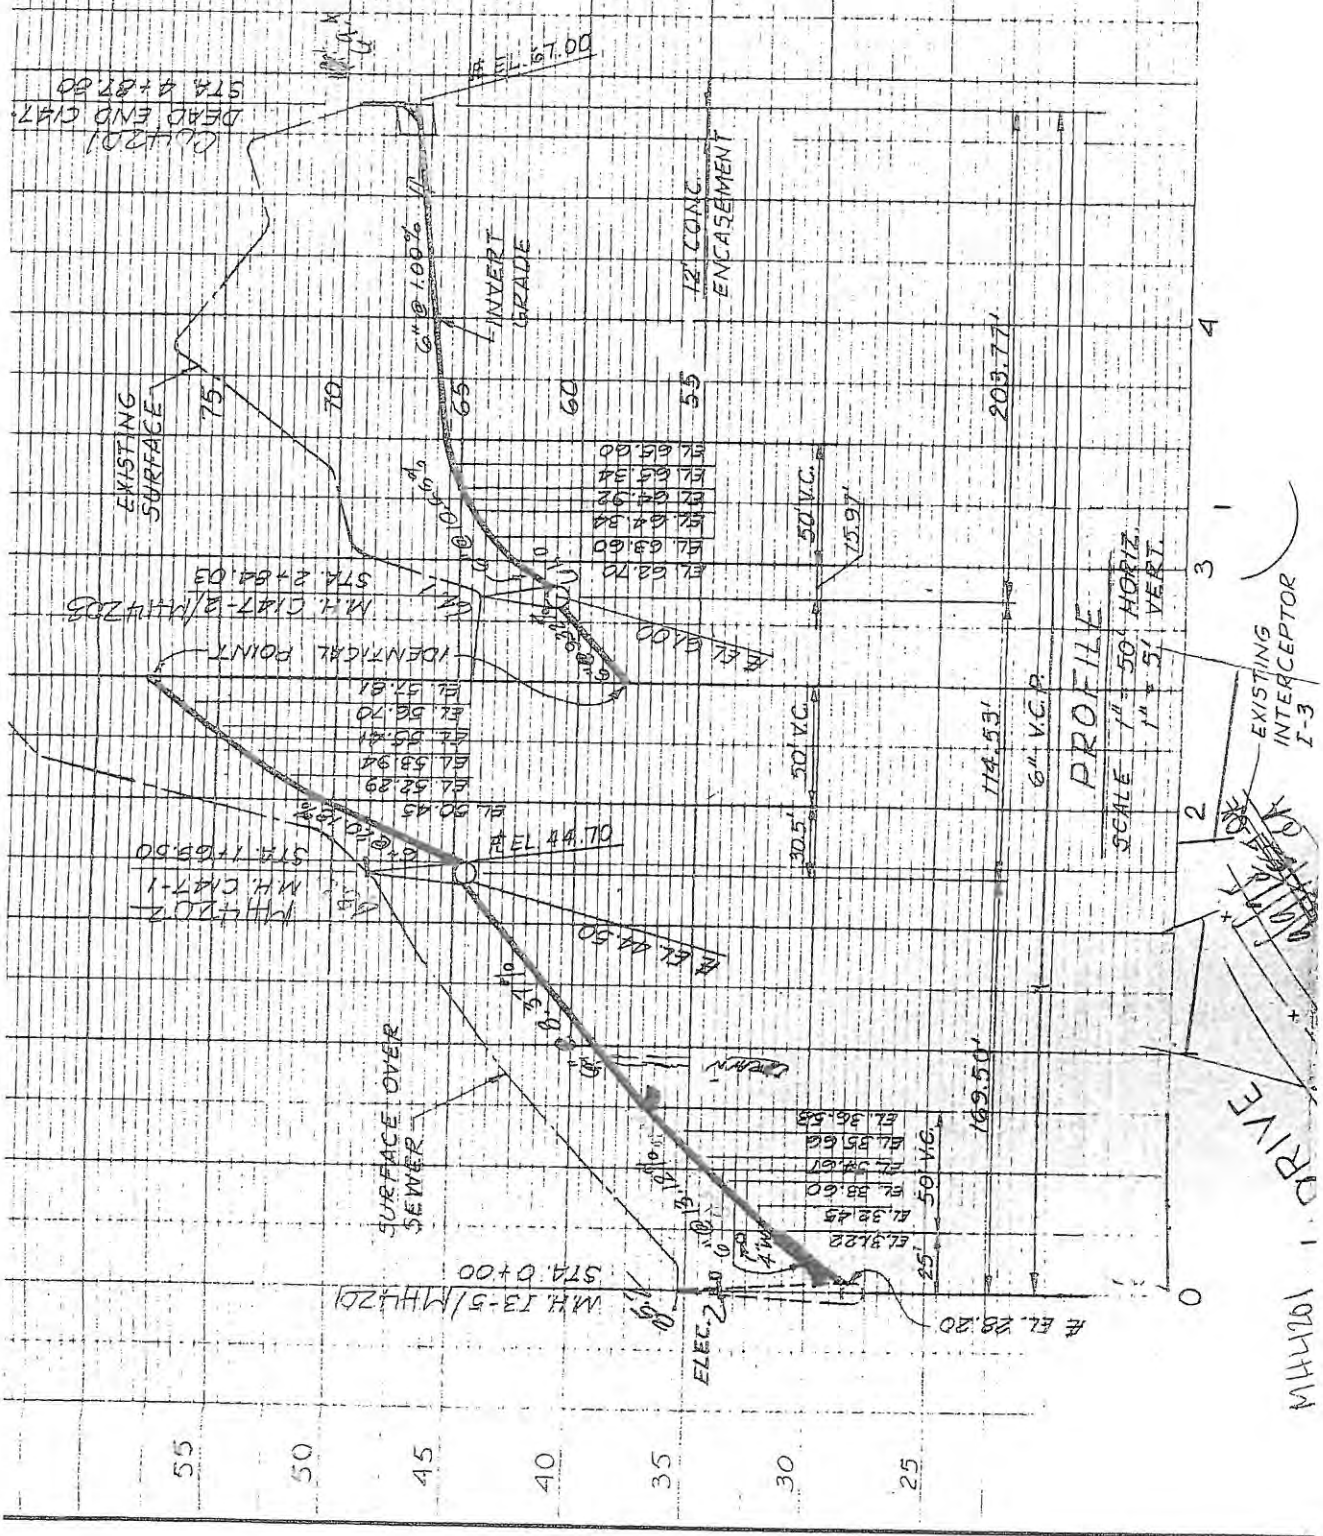 CO4201
DEAD END C147
STA 4+87.80
EL. 67.00
EXISTING
SURFACE
75
70
65
60
55
6" @ 1.00%
INVERT
GRADE
12" CONC.
ENCASEMENT
EL 65.60
EL 65.34
EL 64.92
EL 64.34
EL 63.60
EL 62.70
M.H. C147-2/MH4203
STA. 2+84.03
EL 61.00
IDENTICAL POINT
EL. 57.81
EL. 56.70
EL. 55.41
EL. 53.94
EL. 52.29
EL 50.45
MH4202
M.H. C147-1
STA. 1+69.50
EL 44.70
EL 44.50
SURFACE OVER
SEWER
DRAIN
EL. 36.53
EL. 35.66
EL. 34.67
EL. 33.60
EL. 32.45
EL. 31.22
M.H. I3-5/MH4201
STA. 0+00
ELEC.
EL. 28.20
25'
50' V.C.
30.5'
50' V.C.
50' V.C.
15.97'
169.50'
114.53'
203.77'
6" V.C.P.
PROFILE
SCALE 1" = 50' HORIZ.
1" = 5' VERT.
0
1
2
3
4
55
50
45
40
35
30
25
EXISTING
INTERCEPTOR
I-3
DRIVE
MH4201